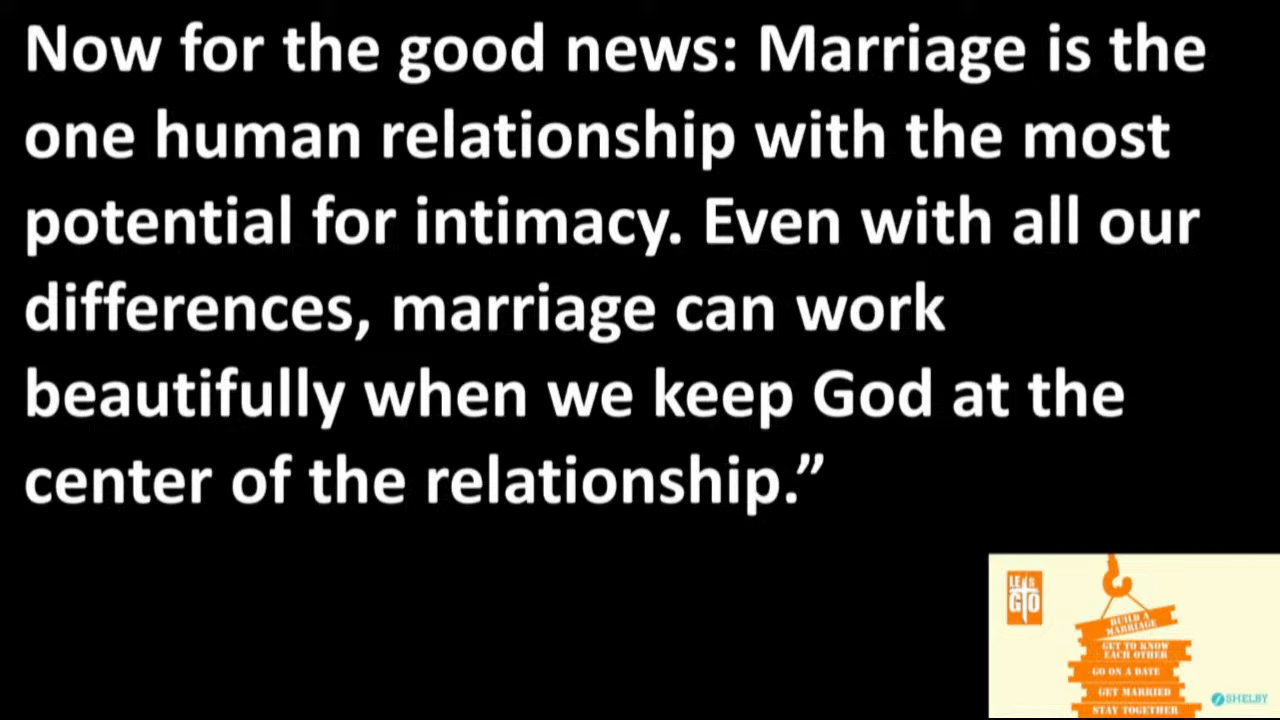 Now for the good news: Marriage is the
one human relationship with the most
potential for intimacy. Even with all our
differences, marriage can work
beautifully when we keep God at the
center of the relationship.”
LET'S
GO
BUILD A
MARRIAGE
GET TO KNOW
EACH OTHER
GO ON A DATE
GET MARRIED
STAY TOGETHER
SHELBY